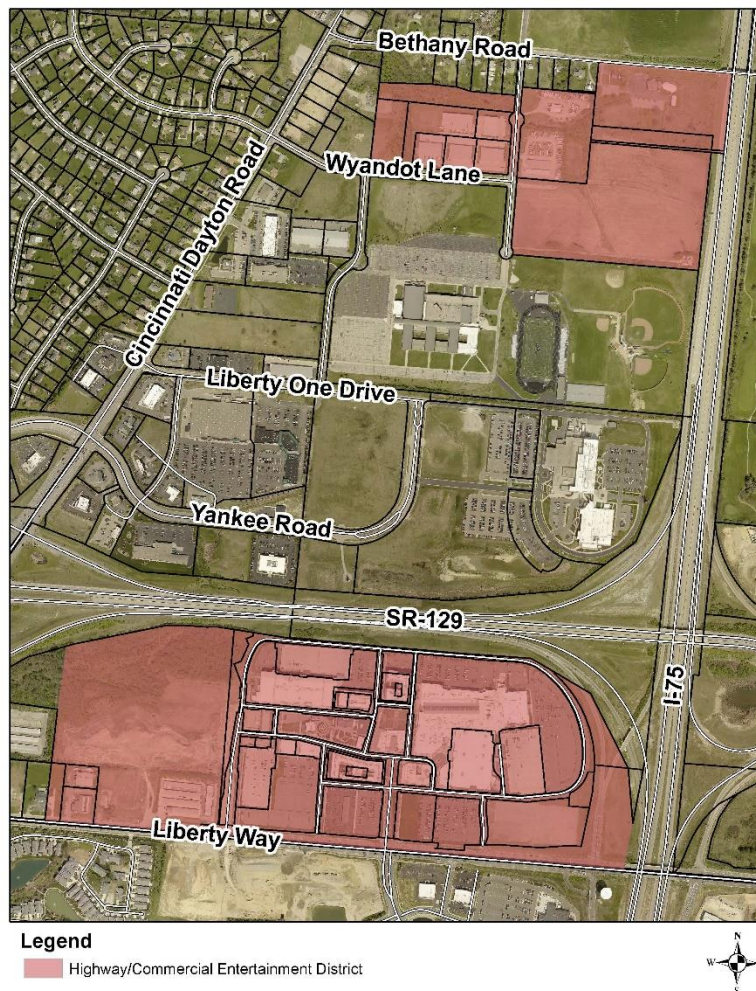 Bethany Road
Wyandot Lane
Cincinnati Dayton Road
Liberty One Drive
Yankee Road
SR-129
I-75
Liberty Way
Legend
Highway/Commercial Entertainment District
N
W
S